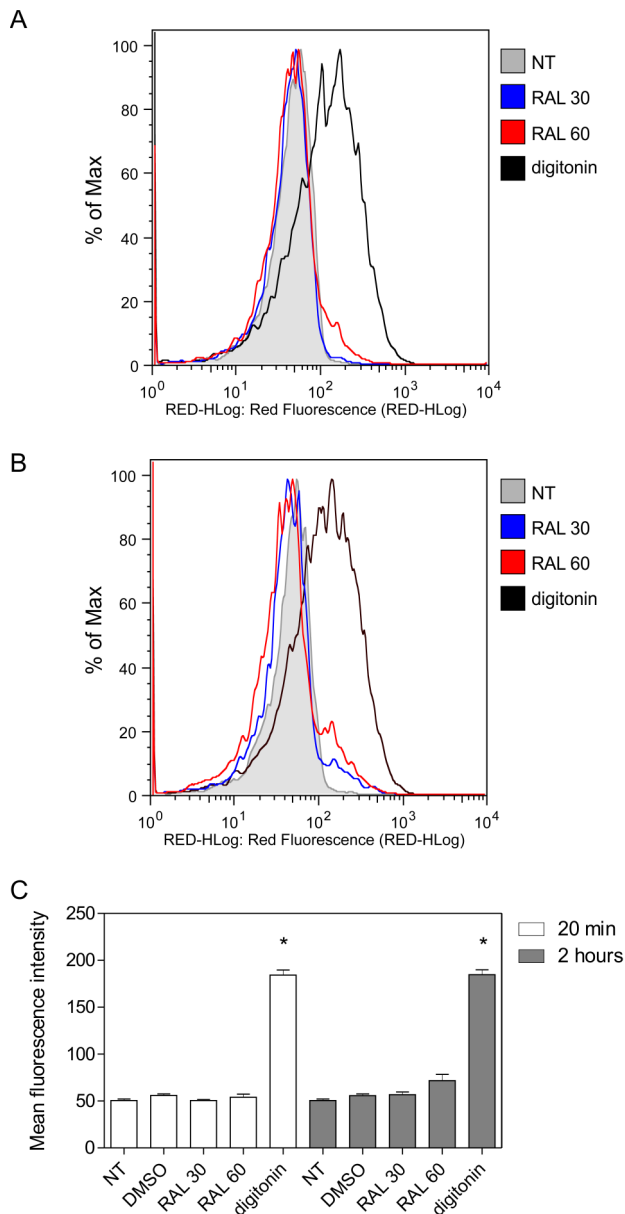 A
% of Max
100
80
60
40
20
0
10^0 10^1 10^2 10^3 10^4
RED-HLog: Red Fluorescence (RED-HLog)
NT
RAL 30
RAL 60
digitonin
B
% of Max
100
80
60
40
20
0
10^0 10^1 10^2 10^3 10^4
RED-HLog: Red Fluorescence (RED-HLog)
NT
RAL 30
RAL 60
digitonin
C
Mean fluorescence intensity
250
200
150
100
50
0
* *
NT DMSO RAL 30 RAL 60 digitonin NT DMSO RAL 30 RAL 60 digitonin
20 min
2 hours